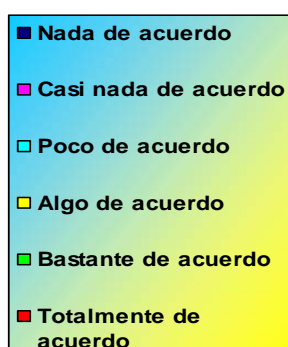 Nada de acuerdo
Casi nada de acuerdo
Poco de acuerdo
Algo de acuerdo
Bastante de acuerdo
Totalmente de
acuerdo